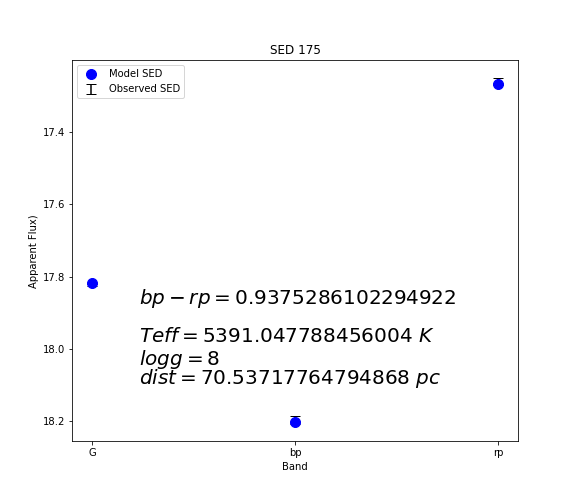 SED 175
Model SED
Observed SED
17.4
17.6
17.8
18.0
18.2
Apparent Flux)
bp − rp = 0.9375286102294922
Teff = 5391.047788456004 K
logg = 8
dist = 70.53717764794868 pc
G
bp
rp
Band